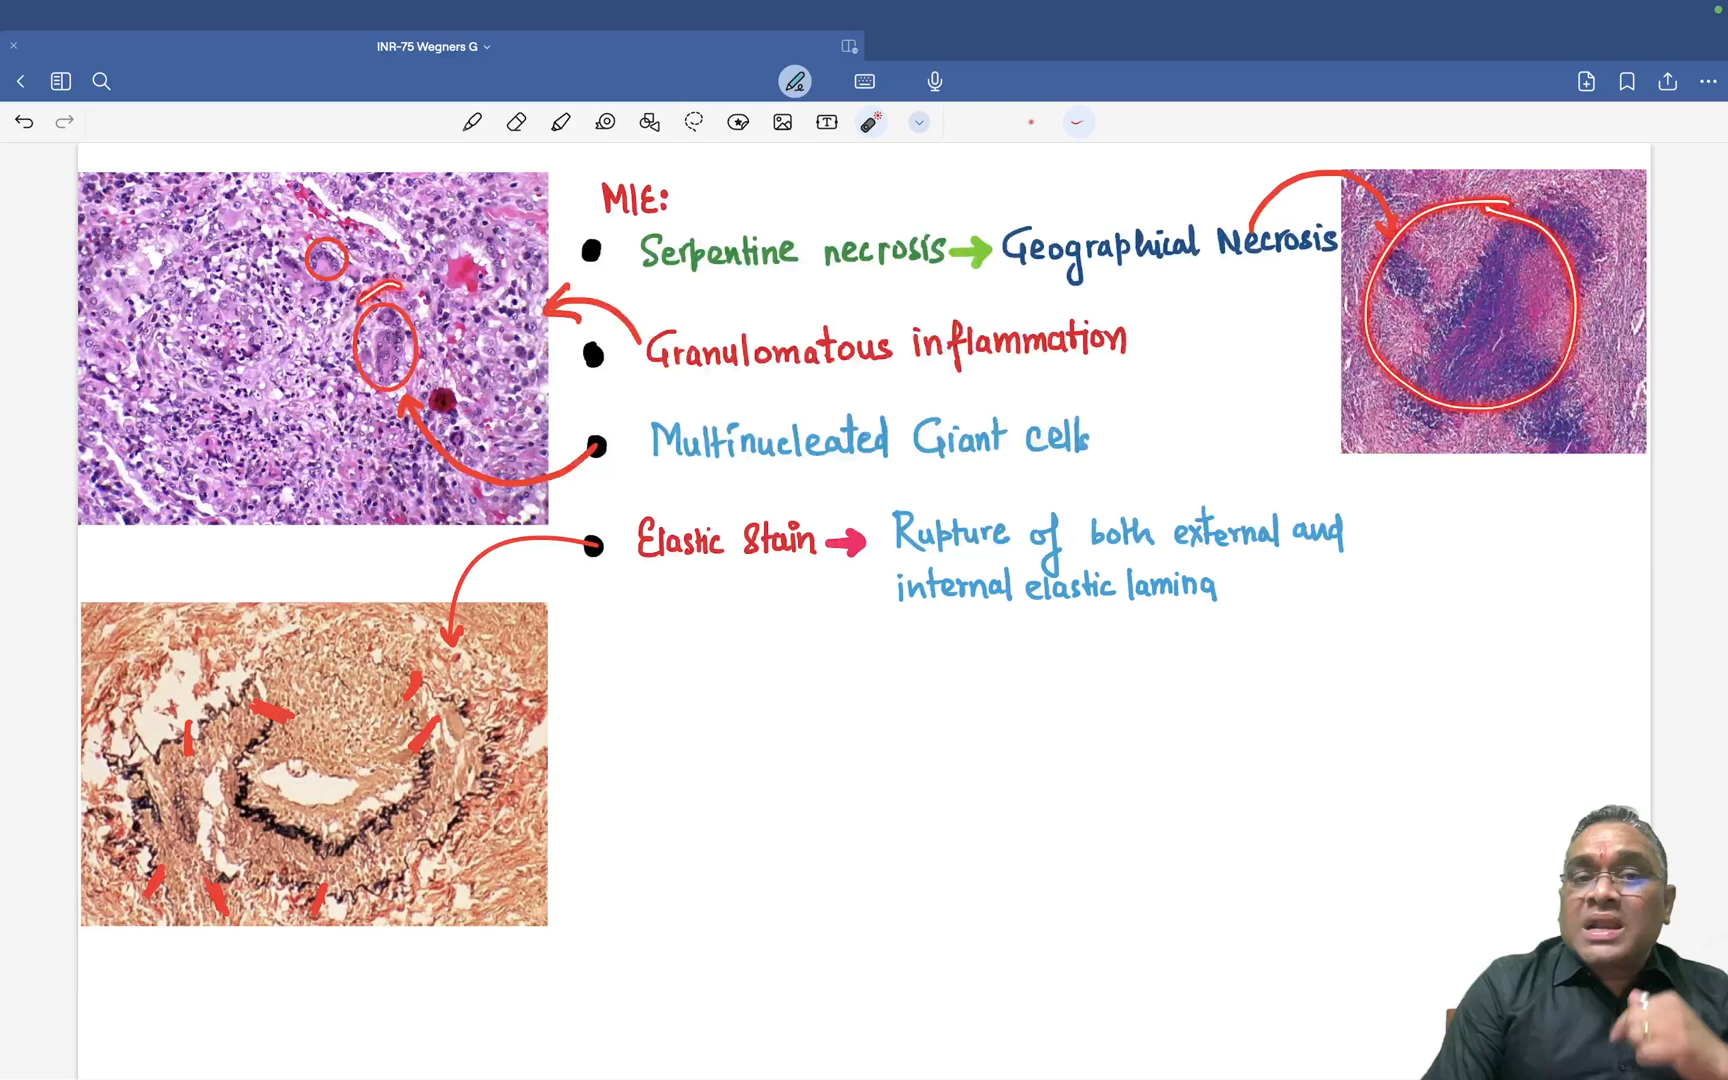 INR-75 Wegners G
MIE:
Serpentine necrosis → Geographical Necrosis
Granulomatous inflammation
Multinucleated Giant cells
Elastic Stain → Rupture of both external and
internal elastic lamina